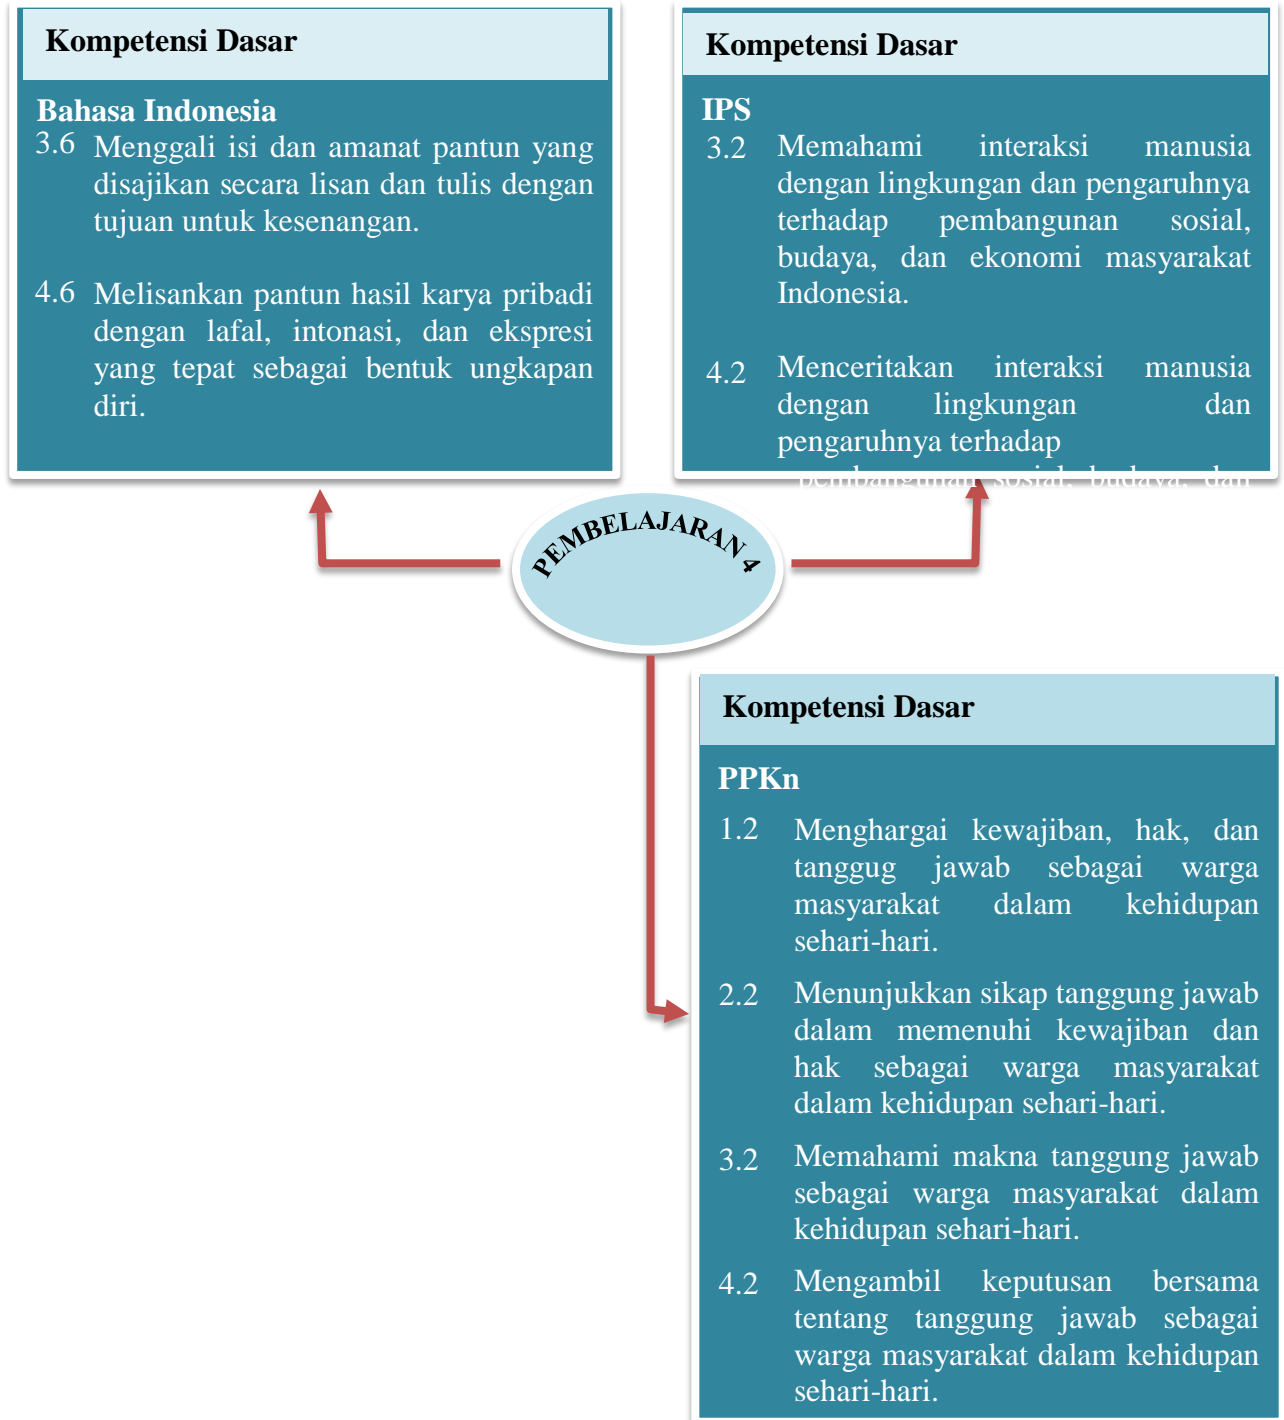 Kompetensi Dasar
Bahasa Indonesia
3.6 Menggali isi dan amanat pantun yang
disajikan secara lisan dan tulis dengan
tujuan untuk kesenangan.
4.6 Melisankan pantun hasil karya pribadi
dengan lafal, intonasi, dan ekspresi
yang tepat sebagai bentuk ungkapan
diri.
Kompetensi Dasar
IPS
3.2 Memahami interaksi manusia
dengan lingkungan dan pengaruhnya
terhadap pembangunan sosial,
budaya, dan ekonomi masyarakat
Indonesia.
4.2 Menceritakan interaksi manusia
dengan lingkungan dan
pengaruhnya terhadap
pembangunan sosial, budaya, dan
PEMBELAJARAN 4
Kompetensi Dasar
PPKn
1.2 Menghargai kewajiban, hak, dan
tanggug jawab sebagai warga
masyarakat dalam kehidupan
sehari-hari.
2.2 Menunjukkan sikap tanggung jawab
dalam memenuhi kewajiban dan
hak sebagai warga masyarakat
dalam kehidupan sehari-hari.
3.2 Memahami makna tanggung jawab
sebagai warga masyarakat dalam
kehidupan sehari-hari.
4.2 Mengambil keputusan bersama
tentang tanggung jawab sebagai
warga masyarakat dalam kehidupan
sehari-hari.